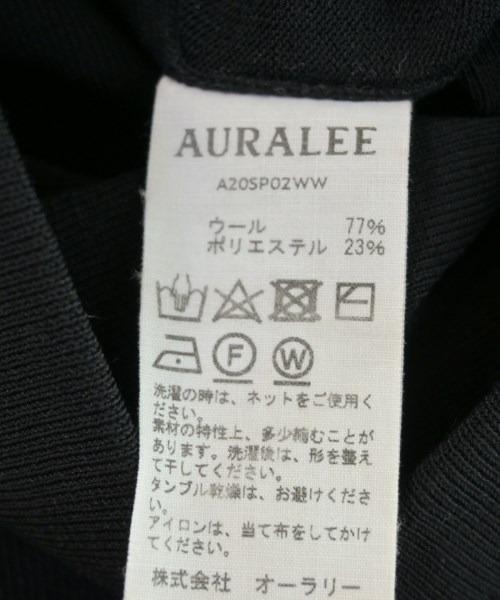 AURALEE
A20SP02WW
ウール 77%
ポリエステル 23%
F W
洗濯の時は、ネットをご使用く
ださい。
素材の特性上、多少縮むことが
あります。洗濯後は、形を整え
て干してください。
タンブル乾燥は、お避けくださ
い。
アイロンは、当て布をしてかけ
てください。
株式会社 オーラリー